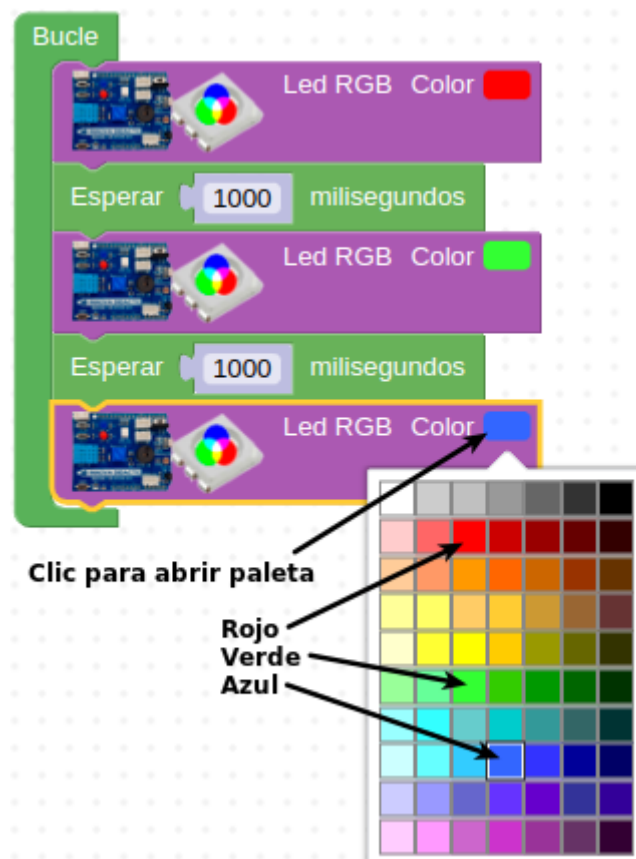 Bucle
Led RGB Color
Esperar 1000 milisegundos
Led RGB Color
Esperar 1000 milisegundos
Led RGB Color
Clic para abrir paleta
Rojo
Verde
Azul